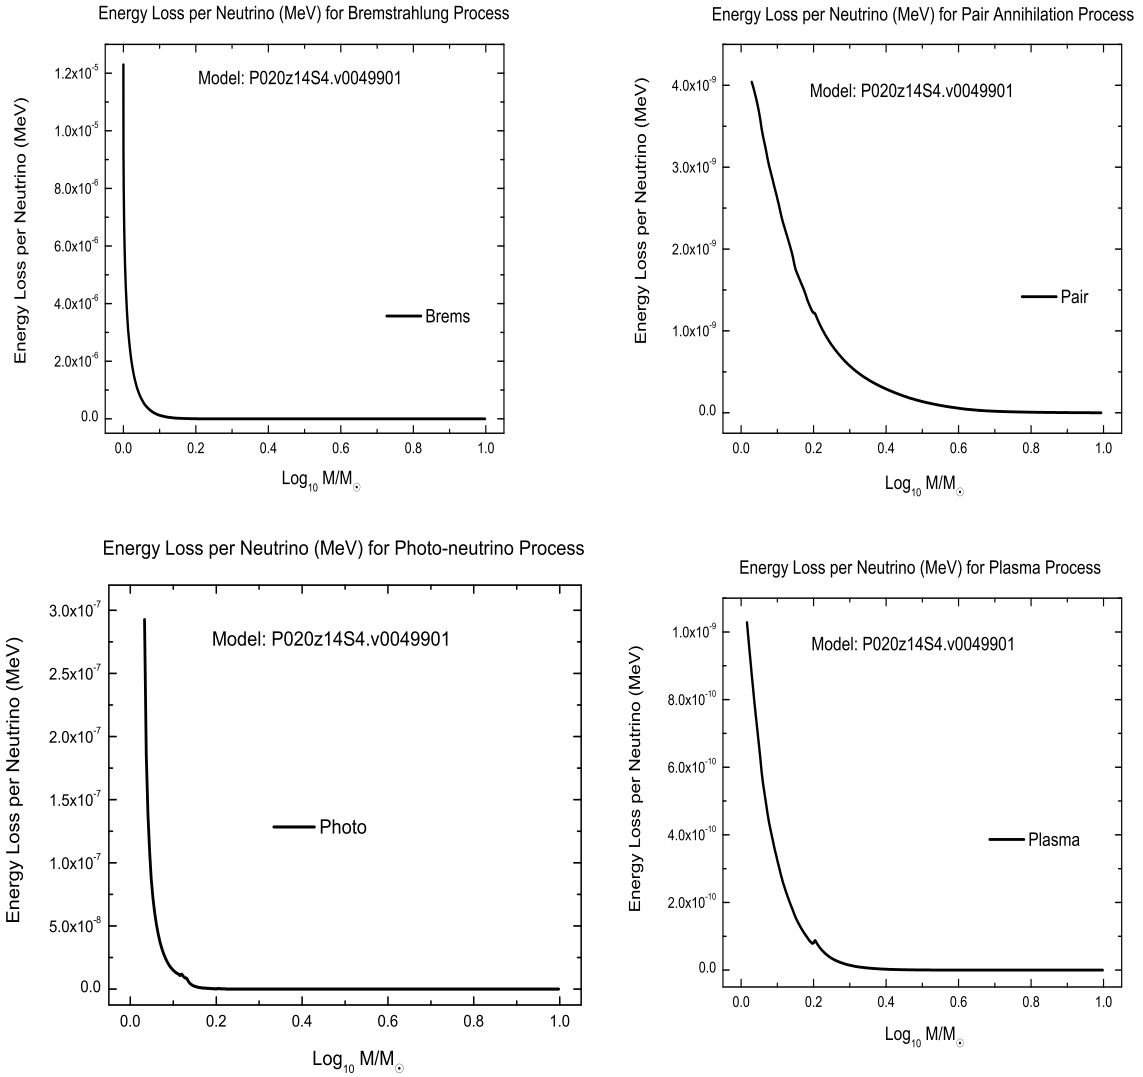 Energy Loss per Neutrino (MeV) for Bremstrahlung Process
Model: P020z14S4.v0049901
Energy Loss per Neutrino (MeV)
1.2x10⁻⁵
1.0x10⁻⁵
8.0x10⁻⁶
6.0x10⁻⁶
4.0x10⁻⁶
2.0x10⁻⁶
0.0
Brems
0.0 0.2 0.4 0.6 0.8 1.0
Log₁₀ M/M☉
Energy Loss per Neutrino (MeV) for Pair Annihilation Process
Model: P020z14S4.v0049901
Energy Loss per Neutrino (MeV)
4.0x10⁻⁹
3.0x10⁻⁹
2.0x10⁻⁹
1.0x10⁻⁹
0.0
Pair
0.0 0.2 0.4 0.6 0.8 1.0
Log₁₀ M/M☉
Energy Loss per Neutrino (MeV) for Photo-neutrino Process
Model: P020z14S4.v0049901
Energy Loss per Neutrino (MeV)
3.0x10⁻⁷
2.5x10⁻⁷
2.0x10⁻⁷
1.5x10⁻⁷
1.0x10⁻⁷
5.0x10⁻⁸
0.0
Photo
0.0 0.2 0.4 0.6 0.8 1.0
Log₁₀ M/M☉
Energy Loss per Neutrino (MeV) for Plasma Process
Model: P020z14S4.v0049901
Energy Loss per Neutrino (MeV)
1.0x10⁻⁹
8.0x10⁻¹⁰
6.0x10⁻¹⁰
4.0x10⁻¹⁰
2.0x10⁻¹⁰
0.0
Plasma
0.0 0.2 0.4 0.6 0.8 1.0
Log₁₀ M/M☉